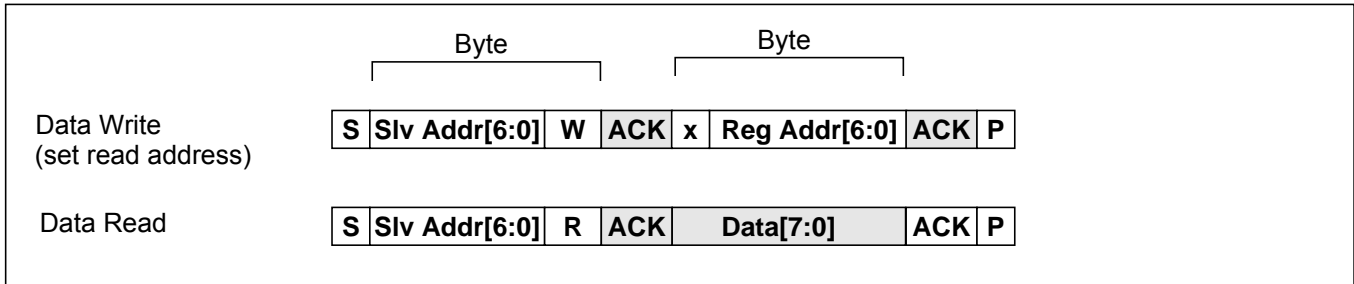 Byte Byte
Data Write S Slv Addr[6:0] W ACK x Reg Addr[6:0] ACK P
(set read address)
Data Read S Slv Addr[6:0] R ACK Data[7:0] ACK P